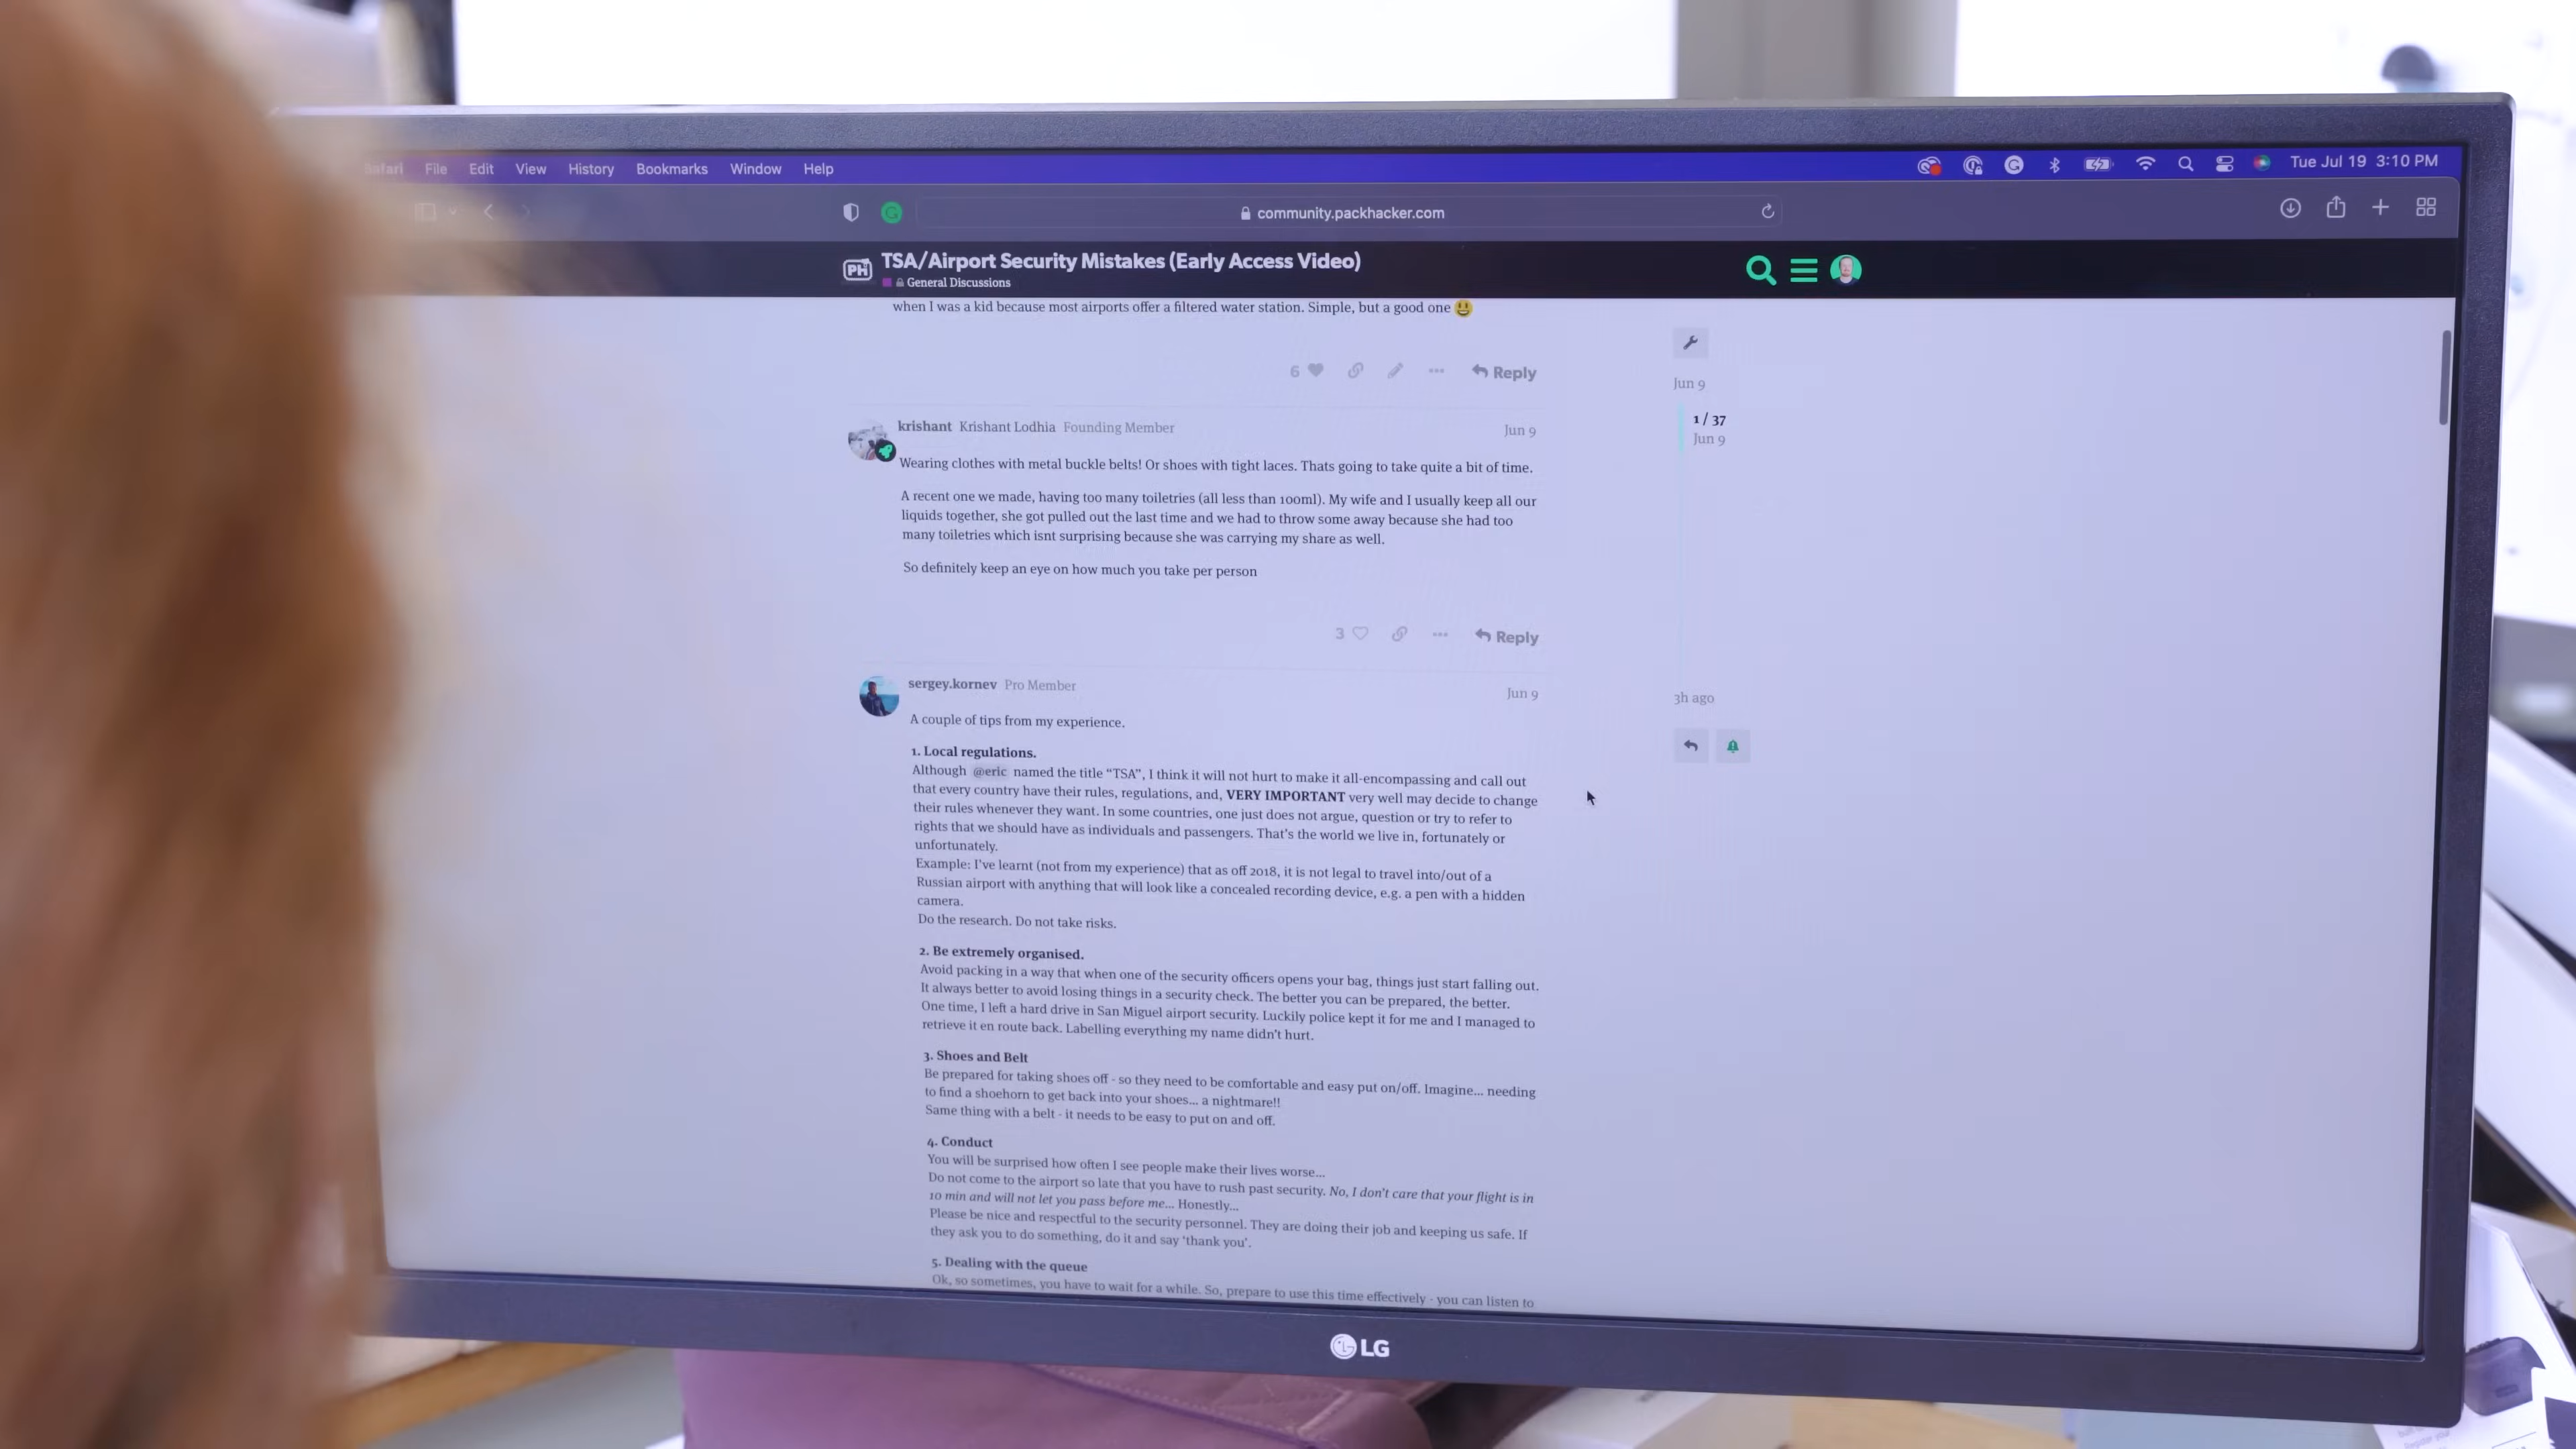 Safari File Edit View History Bookmarks Window Help Tue Jul 19 3:10 PM
community.packhacker.com
PH TSA/Airport Security Mistakes (Early Access Video)
General Discussions
when I was a kid because most airports offer a filtered water station. Simple, but a good one 😃
6 Reply
Jun 9
1 / 37
Jun 9
krishant Krishant Lodhia Founding Member Jun 9
Wearing clothes with metal buckle belts! Or shoes with tight laces. Thats going to take quite a bit of time.
A recent one we made, having too many toiletries (all less than 100ml). My wife and I usually keep all our
liquids together, she got pulled out the last time and we had to throw some away because she had too
many toiletries which isnt surprising because she was carrying my share as well.
So definitely keep an eye on how much you take per person
3 Reply
sergey.kornev Pro Member Jun 9
3h ago
A couple of tips from my experience.
1. Local regulations.
Although @eric named the title “TSA”, I think it will not hurt to make it all-encompassing and call out
that every country have their rules, regulations, and, VERY IMPORTANT very well may decide to change
their rules whenever they want. In some countries, one just does not argue, question or try to refer to
rights that we should have as individuals and passengers. That’s the world we live in, fortunately or
unfortunately.
Example: I’ve learnt (not from my experience) that as off 2018, it is not legal to travel into/out of a
Russian airport with anything that will look like a concealed recording device, e.g. a pen with a hidden
camera.
Do the research. Do not take risks.
2. Be extremely organised.
Avoid packing in a way that when one of the security officers opens your bag, things just start falling out.
It always better to avoid losing things in a security check. The better you can be prepared, the better.
One time, I left a hard drive in San Miguel airport security. Luckily police kept it for me and I managed to
retrieve it en route back. Labelling everything my name didn’t hurt.
3. Shoes and Belt
Be prepared for taking shoes off - so they need to be comfortable and easy put on/off. Imagine... needing
to find a shoehorn to get back into your shoes... a nightmare!!
Same thing with a belt - it needs to be easy to put on and off.
4. Conduct
You will be surprised how often I see people make their lives worse...
Do not come to the airport so late that you have to rush past security. No, I don’t care that your flight is in
10 min and will not let you pass before me... Honestly...
Please be nice and respectful to the security personnel. They are doing their job and keeping us safe. If
they ask you to do something, do it and say ‘thank you’.
5. Dealing with the queue
Ok, so sometimes, you have to wait for a while. So, prepare to use this time effectively - you can listen to
LG